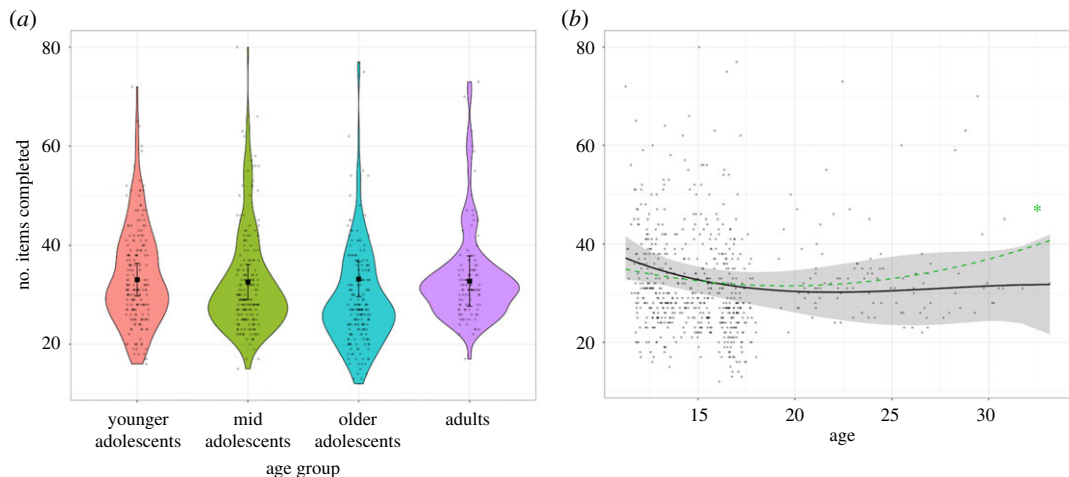 (a)
no. items completed
80
60
40
20
younger adolescents
mid adolescents
older adolescents
adults
age group
(b)
80
60
40
20
*
15
20
25
30
age